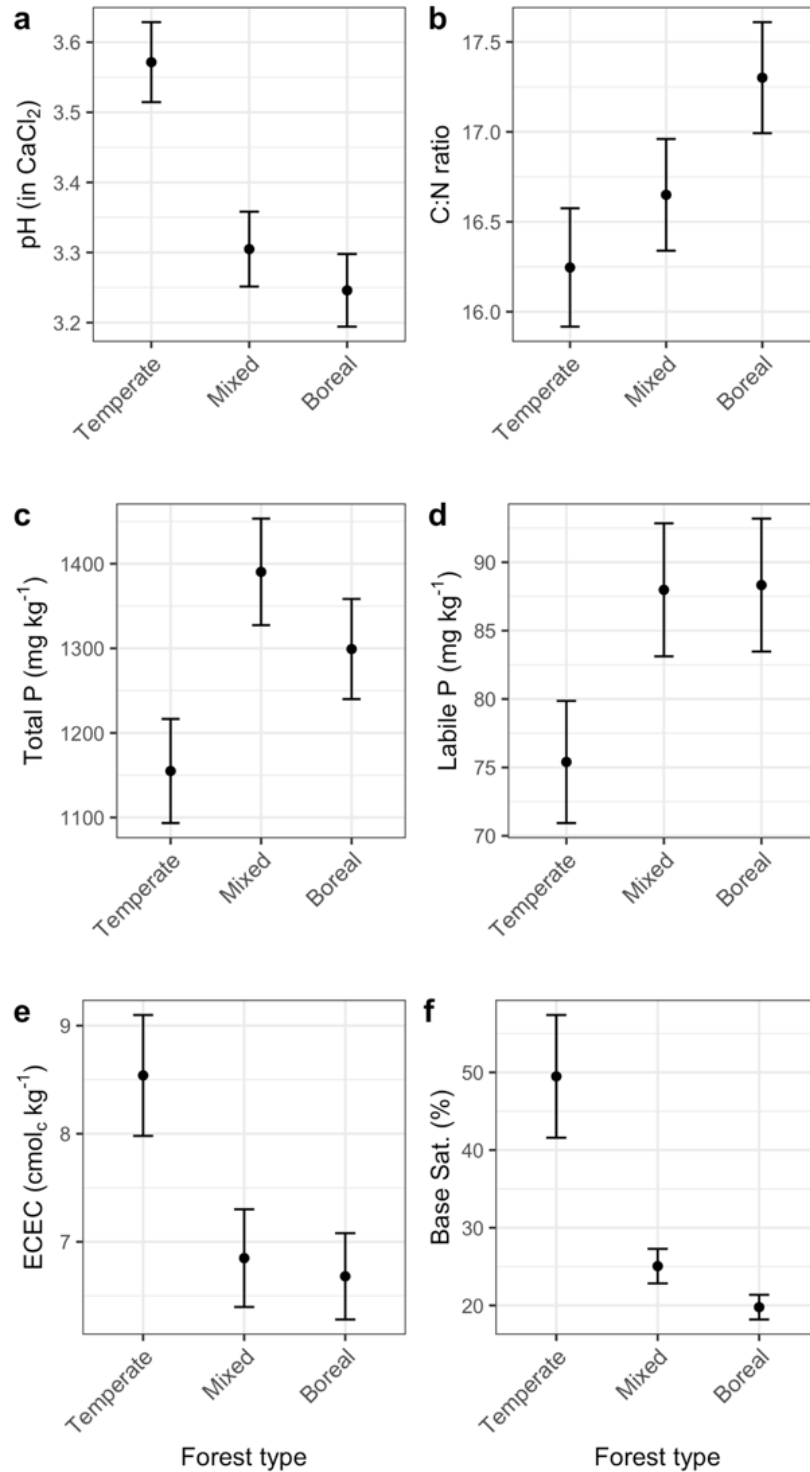 a
pH (in CaCl₂)
3.6
3.5
3.4
3.3
3.2
Temperate
Mixed
Boreal
b
C:N ratio
17.5
17.0
16.5
16.0
Temperate
Mixed
Boreal
c
Total P (mg kg⁻¹)
1400
1300
1200
1100
Temperate
Mixed
Boreal
d
Labile P (mg kg⁻¹)
90
85
80
75
70
Temperate
Mixed
Boreal
e
ECEC (cmol꜀ kg⁻¹)
9
8
7
Temperate
Mixed
Boreal
Forest type
f
Base Sat. (%)
50
40
30
20
Temperate
Mixed
Boreal
Forest type